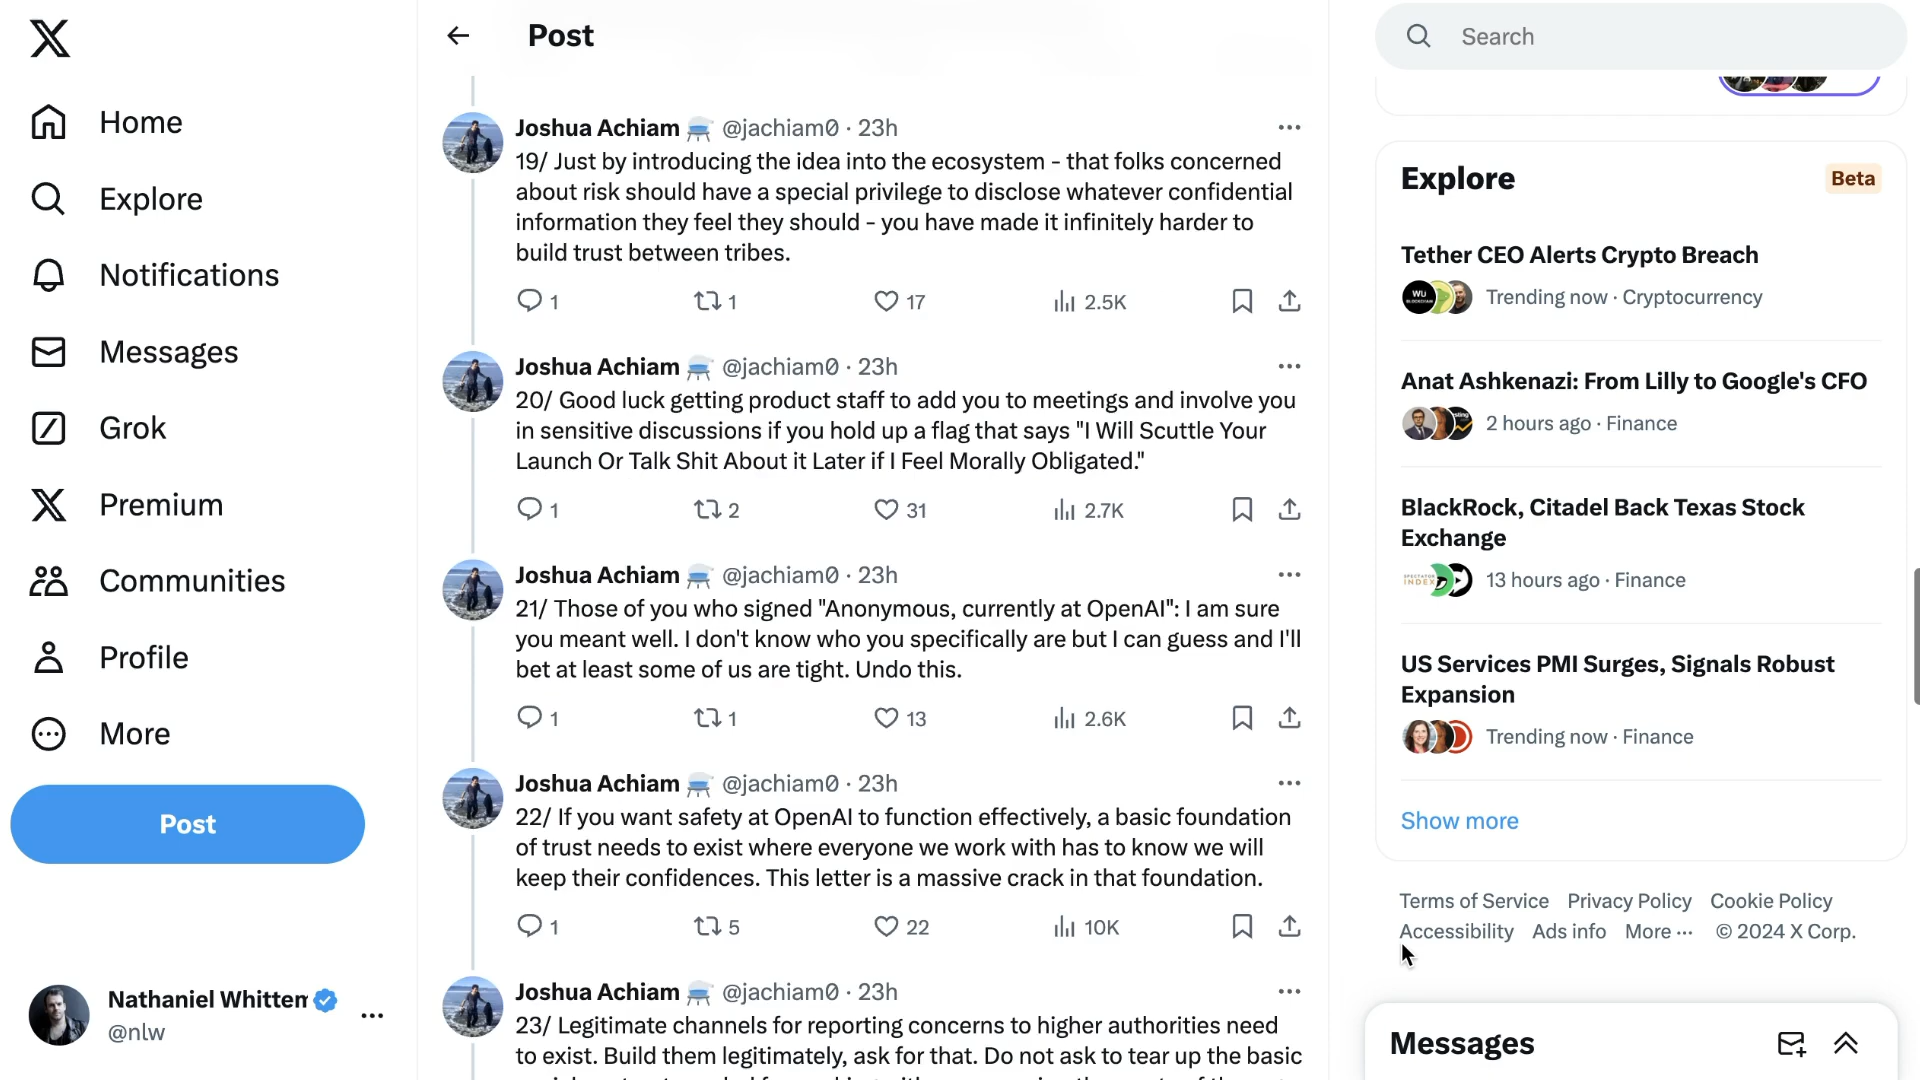 Home
Explore
Notifications
Messages
Grok
Premium
Communities
Profile
More
Post
Nathaniel Whittem
@nlw
Post
Joshua Achiam @jachiam0 · 23h
19/ Just by introducing the idea into the ecosystem - that folks concerned
about risk should have a special privilege to disclose whatever confidential
information they feel they should - you have made it infinitely harder to
build trust between tribes.
1 1 17 2.5K
Joshua Achiam @jachiam0 · 23h
20/ Good luck getting product staff to add you to meetings and involve you
in sensitive discussions if you hold up a flag that says "I Will Scuttle Your
Launch Or Talk Shit About it Later if I Feel Morally Obligated."
1 2 31 2.7K
Joshua Achiam @jachiam0 · 23h
21/ Those of you who signed "Anonymous, currently at OpenAI": I am sure
you meant well. I don't know who you specifically are but I can guess and I'll
bet at least some of us are tight. Undo this.
1 1 13 2.6K
Joshua Achiam @jachiam0 · 23h
22/ If you want safety at OpenAI to function effectively, a basic foundation
of trust needs to exist where everyone we work with has to know we will
keep their confidences. This letter is a massive crack in that foundation.
1 5 22 10K
Joshua Achiam @jachiam0 · 23h
23/ Legitimate channels for reporting concerns to higher authorities need
to exist. Build them legitimately, ask for that. Do not ask to tear up the basic
Search
Explore
Beta
Tether CEO Alerts Crypto Breach
Trending now · Cryptocurrency
Anat Ashkenazi: From Lilly to Google's CFO
2 hours ago · Finance
BlackRock, Citadel Back Texas Stock
Exchange
13 hours ago · Finance
US Services PMI Surges, Signals Robust
Expansion
Trending now · Finance
Show more
Terms of Service Privacy Policy Cookie Policy
Accessibility Ads info More ··· © 2024 X Corp.
Messages